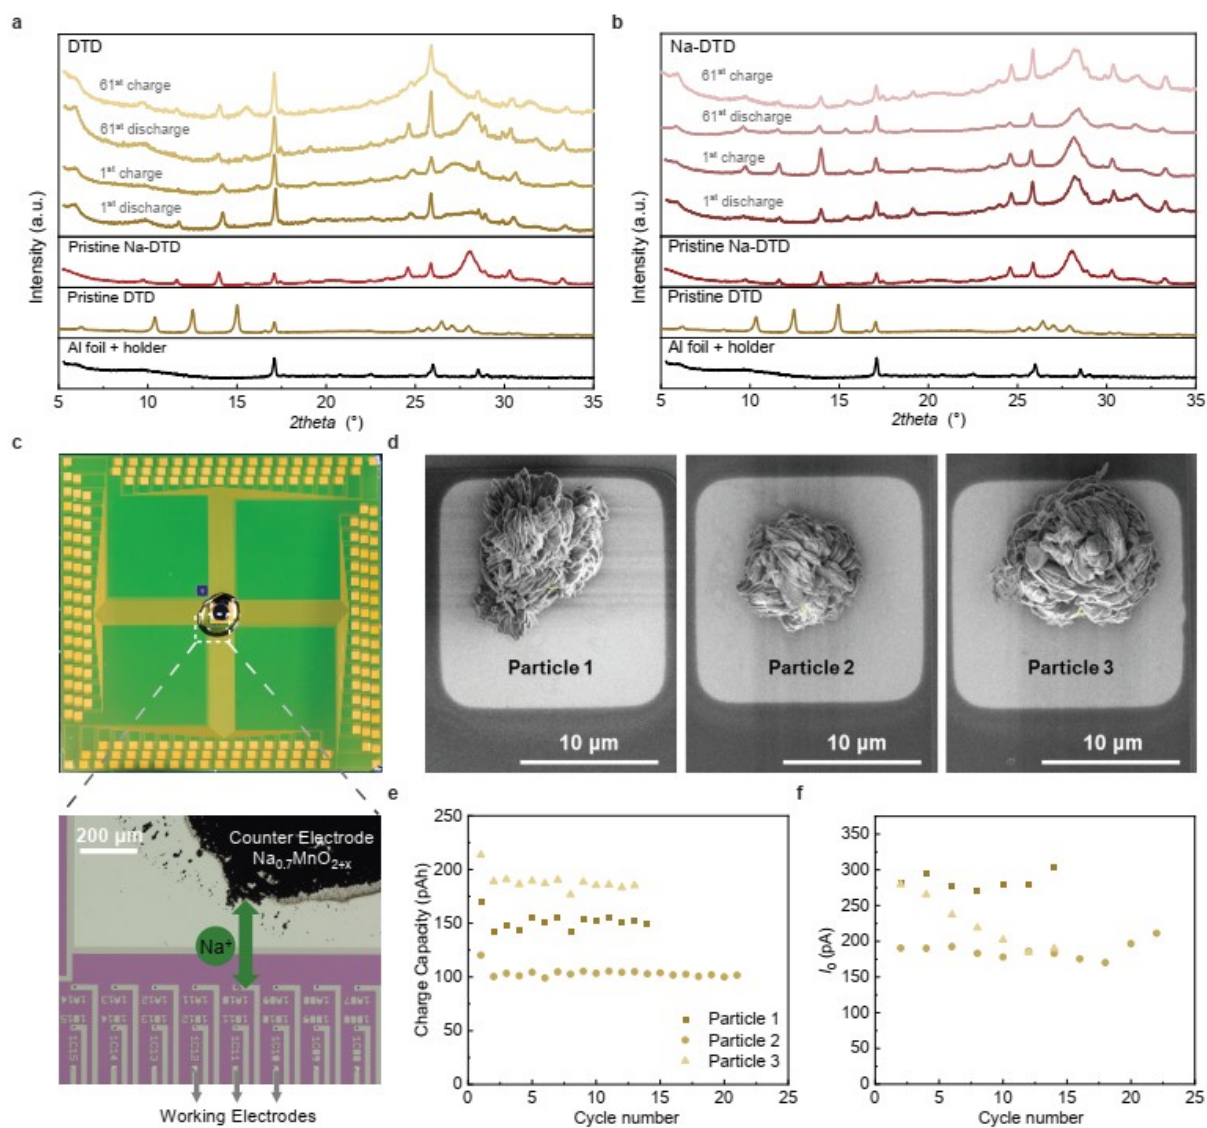 a
DTD
61st charge
61st discharge
1st charge
1st discharge
Pristine Na-DTD
Pristine DTD
Al foil + holder
Intensity (a.u.)
5 10 15 20 25 30 35
2theta (°)
b
Na-DTD
61st charge
61st discharge
1st charge
1st discharge
Pristine Na-DTD
Pristine DTD
Al foil + holder
Intensity (a.u.)
5 10 15 20 25 30 35
2theta (°)
c
200 μm
Counter Electrode
Na0.7MnO2+x
Na+
Working Electrodes
d
Particle 1
10 μm
Particle 2
10 μm
Particle 3
10 μm
e
Charge Capacity (pAh)
250
200
150
100
50
0
Particle 1
Particle 2
Particle 3
0 5 10 15 20 25
Cycle number
f
I0 (pA)
350
300
250
200
150
100
50
0
0 5 10 15 20 25
Cycle number